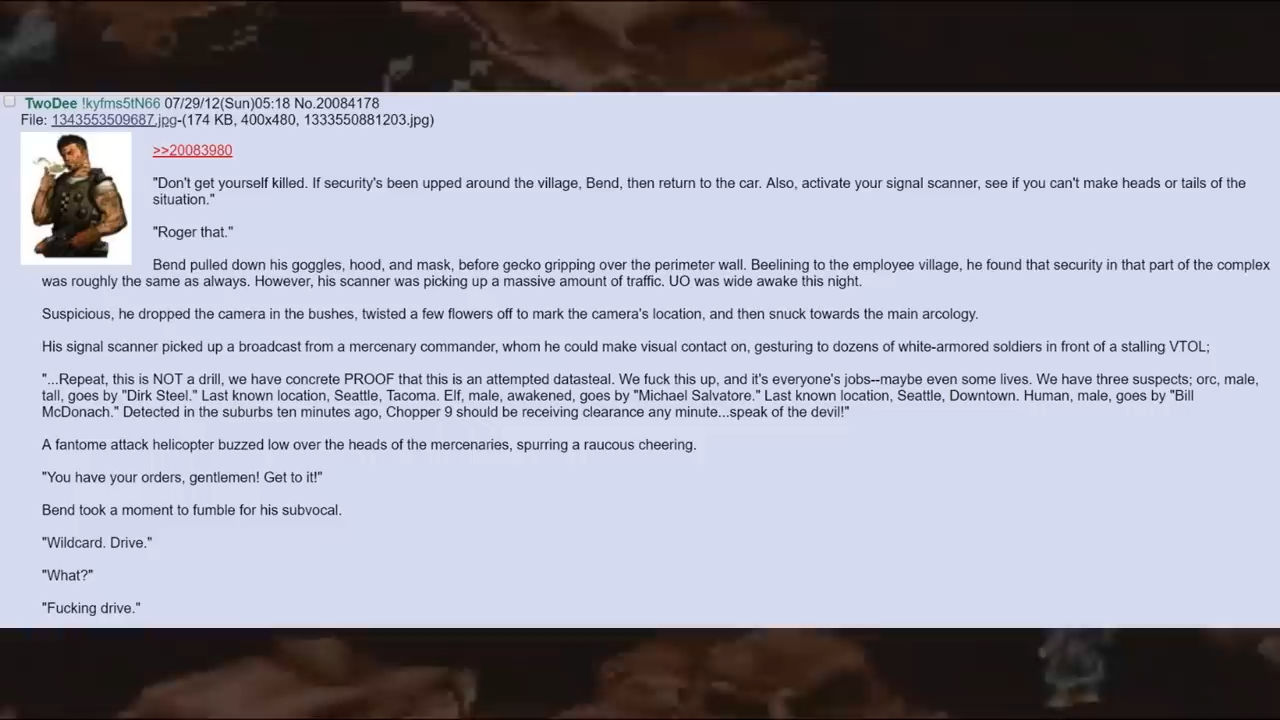 TwoDee !kyfms5tN66 07/29/12(Sun)05:18 No.20084178
File: 1343553509687.jpg-(174 KB, 400x480, 1333550881203.jpg)
>>20083980
"Don't get yourself killed. If security's been upped around the village, Bend, then return to the car. Also, activate your signal scanner, see if you can't make heads or tails of the
situation."
"Roger that."
Bend pulled down his goggles, hood, and mask, before gecko gripping over the perimeter wall. Beelining to the employee village, he found that security in that part of the complex
was roughly the same as always. However, his scanner was picking up a massive amount of traffic. UO was wide awake this night.
Suspicious, he dropped the camera in the bushes, twisted a few flowers off to mark the camera's location, and then snuck towards the main arcology.
His signal scanner picked up a broadcast from a mercenary commander, whom he could make visual contact on, gesturing to dozens of white-armored soldiers in front of a stalling VTOL;
"...Repeat, this is NOT a drill, we have concrete PROOF that this is an attempted datasteal. We fuck this up, and it's everyone's jobs--maybe even some lives. We have three suspects; orc, male,
tall, goes by "Dirk Steel." Last known location, Seattle, Tacoma. Elf, male, awakened, goes by "Michael Salvatore." Last known location, Seattle, Downtown. Human, male, goes by "Bill
McDonach." Detected in the suburbs ten minutes ago, Chopper 9 should be receiving clearance any minute...speak of the devil!"
A fantome attack helicopter buzzed low over the heads of the mercenaries, spurring a raucous cheering.
"You have your orders, gentlemen! Get to it!"
Bend took a moment to fumble for his subvocal.
"Wildcard. Drive."
"What?"
"Fucking drive."